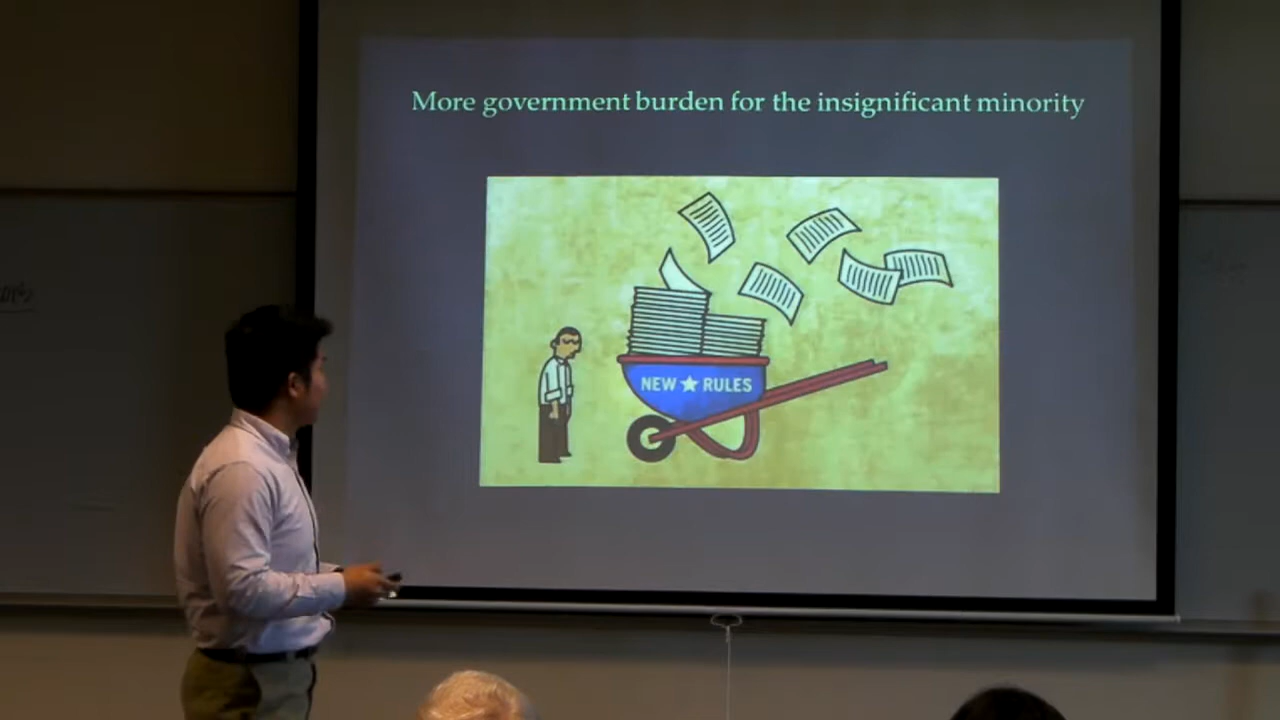 More government burden for the insignificant minority
NEW ★ RULES